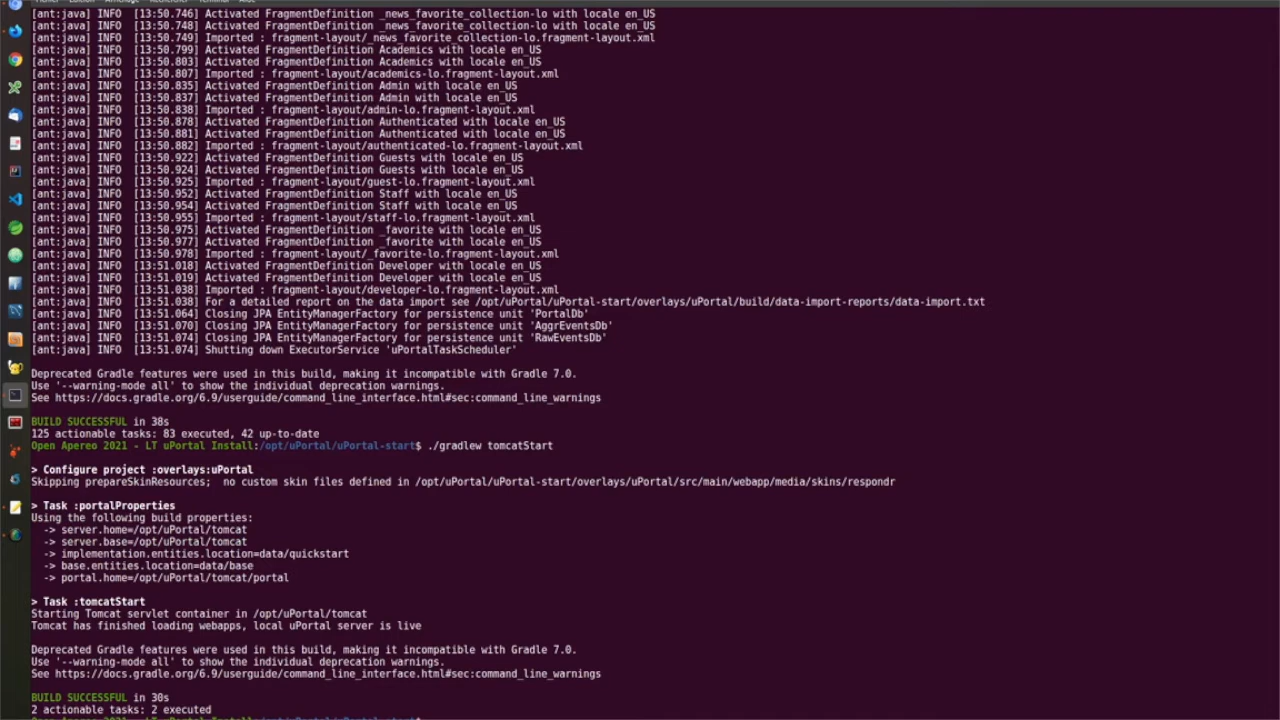 [ant:java] INFO  [13:50.746] Activated FragmentDefinition _news_favorite_collection-lo with locale en_US
[ant:java] INFO  [13:50.748] Activated FragmentDefinition _news_favorite_collection-lo with locale en_US
[ant:java] INFO  [13:50.749] Imported : fragment-layout/_news_favorite_collection-lo.fragment-layout.xml
[ant:java] INFO  [13:50.799] Activated FragmentDefinition Academics with locale en_US
[ant:java] INFO  [13:50.803] Activated FragmentDefinition Academics with locale en_US
[ant:java] INFO  [13:50.807] Imported : fragment-layout/academics-lo.fragment-layout.xml
[ant:java] INFO  [13:50.835] Activated FragmentDefinition Admin with locale en_US
[ant:java] INFO  [13:50.837] Activated FragmentDefinition Admin with locale en_US
[ant:java] INFO  [13:50.838] Imported : fragment-layout/admin-lo.fragment-layout.xml
[ant:java] INFO  [13:50.878] Activated FragmentDefinition Authenticated with locale en_US
[ant:java] INFO  [13:50.881] Activated FragmentDefinition Authenticated with locale en_US
[ant:java] INFO  [13:50.882] Imported : fragment-layout/authenticated-lo.fragment-layout.xml
[ant:java] INFO  [13:50.922] Activated FragmentDefinition Guests with locale en_US
[ant:java] INFO  [13:50.924] Activated FragmentDefinition Guests with locale en_US
[ant:java] INFO  [13:50.925] Imported : fragment-layout/guest-lo.fragment-layout.xml
[ant:java] INFO  [13:50.952] Activated FragmentDefinition Staff with locale en_US
[ant:java] INFO  [13:50.954] Activated FragmentDefinition Staff with locale en_US
[ant:java] INFO  [13:50.955] Imported : fragment-layout/staff-lo.fragment-layout.xml
[ant:java] INFO  [13:50.975] Activated FragmentDefinition _favorite with locale en_US
[ant:java] INFO  [13:50.977] Activated FragmentDefinition _favorite with locale en_US
[ant:java] INFO  [13:50.978] Imported : fragment-layout/_favorite-lo.fragment-layout.xml
[ant:java] INFO  [13:51.018] Activated FragmentDefinition Developer with locale en_US
[ant:java] INFO  [13:51.019] Activated FragmentDefinition Developer with locale en_US
[ant:java] INFO  [13:51.038] Imported : fragment-layout/developer-lo.fragment-layout.xml
[ant:java] INFO  [13:51.038] For a detailed report on the data import see /opt/uPortal/uPortal-start/overlays/uPortal/build/data-import-reports/data-import.txt
[ant:java] INFO  [13:51.064] Closing JPA EntityManagerFactory for persistence unit 'PortalDb'
[ant:java] INFO  [13:51.070] Closing JPA EntityManagerFactory for persistence unit 'AggrEventsDb'
[ant:java] INFO  [13:51.074] Closing JPA EntityManagerFactory for persistence unit 'RawEventsDb'
[ant:java] INFO  [13:51.074] Shutting down ExecutorService 'uPortalTaskScheduler'
Deprecated Gradle features were used in this build, making it incompatible with Gradle 7.0.
Use '--warning-mode all' to show the individual deprecation warnings.
See https://docs.gradle.org/6.9/userguide/command_line_interface.html#sec:command_line_warnings
BUILD SUCCESSFUL in 38s
125 actionable tasks: 83 executed, 42 up-to-date
Open Apereo 2021 - LT uPortal Install:/opt/uPortal/uPortal-start$ ./gradlew tomcatStart
> Configure project :overlays:uPortal
Skipping prepareSkinResources;  no custom skin files defined in /opt/uPortal/uPortal-start/overlays/uPortal/src/main/webapp/media/skins/respondr
> Task :portalProperties
Using the following build properties:
-> server.home=/opt/uPortal/tomcat
-> server.base=/opt/uPortal/tomcat
-> implementation.entities.location=data/quickstart
-> base.entities.location=data/base
-> portal.home=/opt/uPortal/tomcat/portal
> Task :tomcatStart
Starting Tomcat servlet container in /opt/uPortal/tomcat
Tomcat has finished loading webapps, local uPortal server is live
Deprecated Gradle features were used in this build, making it incompatible with Gradle 7.0.
Use '--warning-mode all' to show the individual deprecation warnings.
See https://docs.gradle.org/6.9/userguide/command_line_interface.html#sec:command_line_warnings
BUILD SUCCESSFUL in 30s
2 actionable tasks: 2 executed